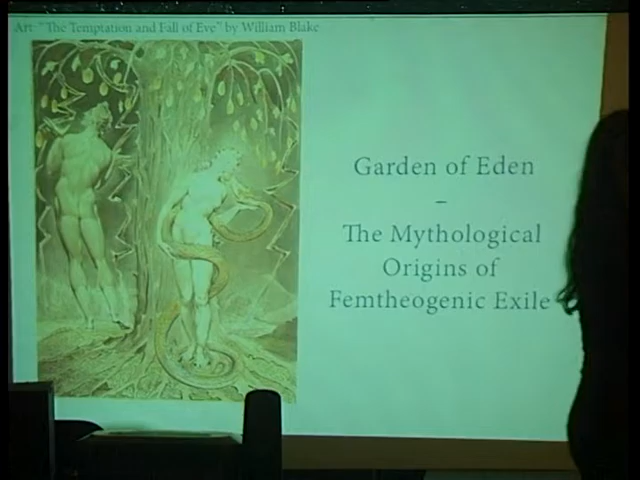 Art: "The Temptation and Fall of Eve" by William Blake
Garden of Eden
–
The Mythological
Origins of
Femtheogenic Exile